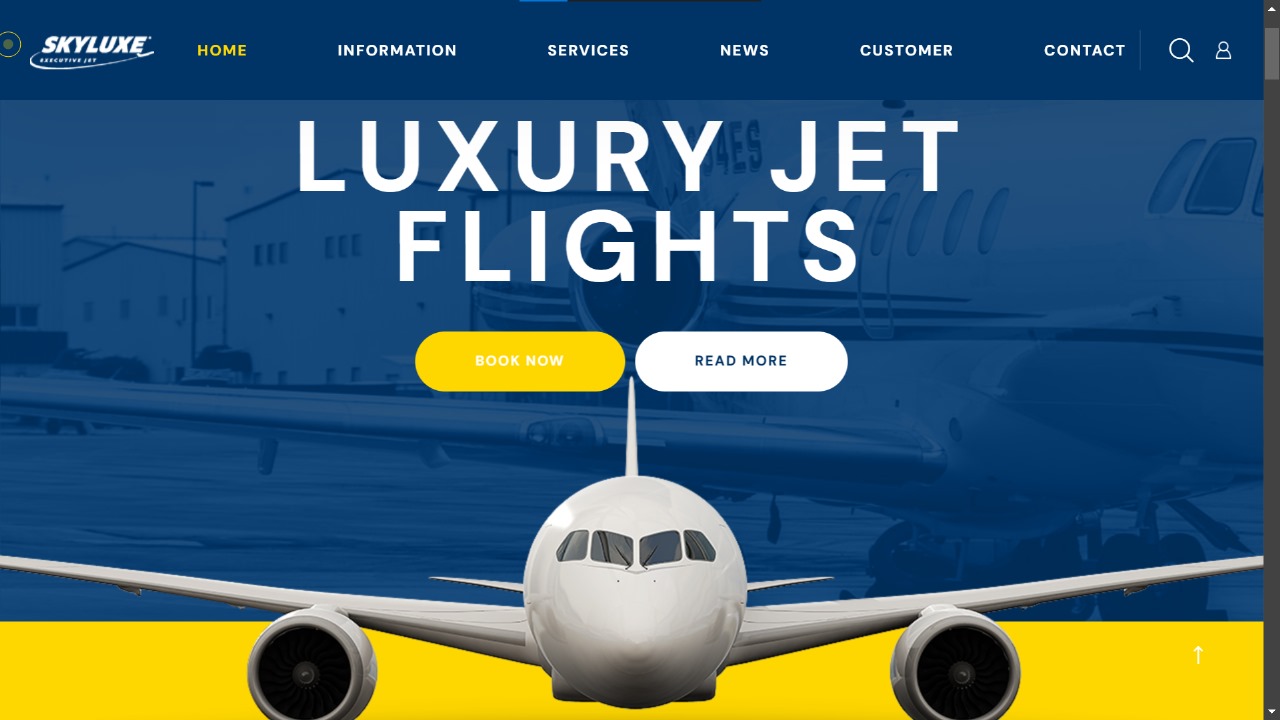 SKYLUXE
EXECUTIVE JET
HOME
INFORMATION
SERVICES
NEWS
CUSTOMER
CONTACT
LUXURY JET
FLIGHTS
BOOK NOW
READ MORE